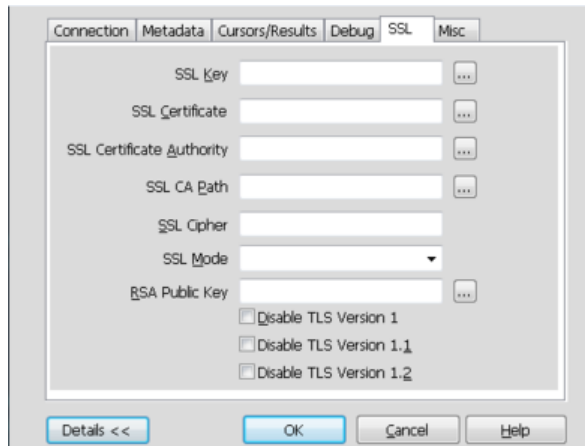 Connection Metadata Cursors/Results Debug SSL Misc
SSL Key ...
SSL Certificate ...
SSL Certificate Authority ...
SSL CA Path ...
SSL Cipher
SSL Mode
RSA Public Key ...
Disable TLS Version 1
Disable TLS Version 1.1
Disable TLS Version 1.2
Details << OK Cancel Help